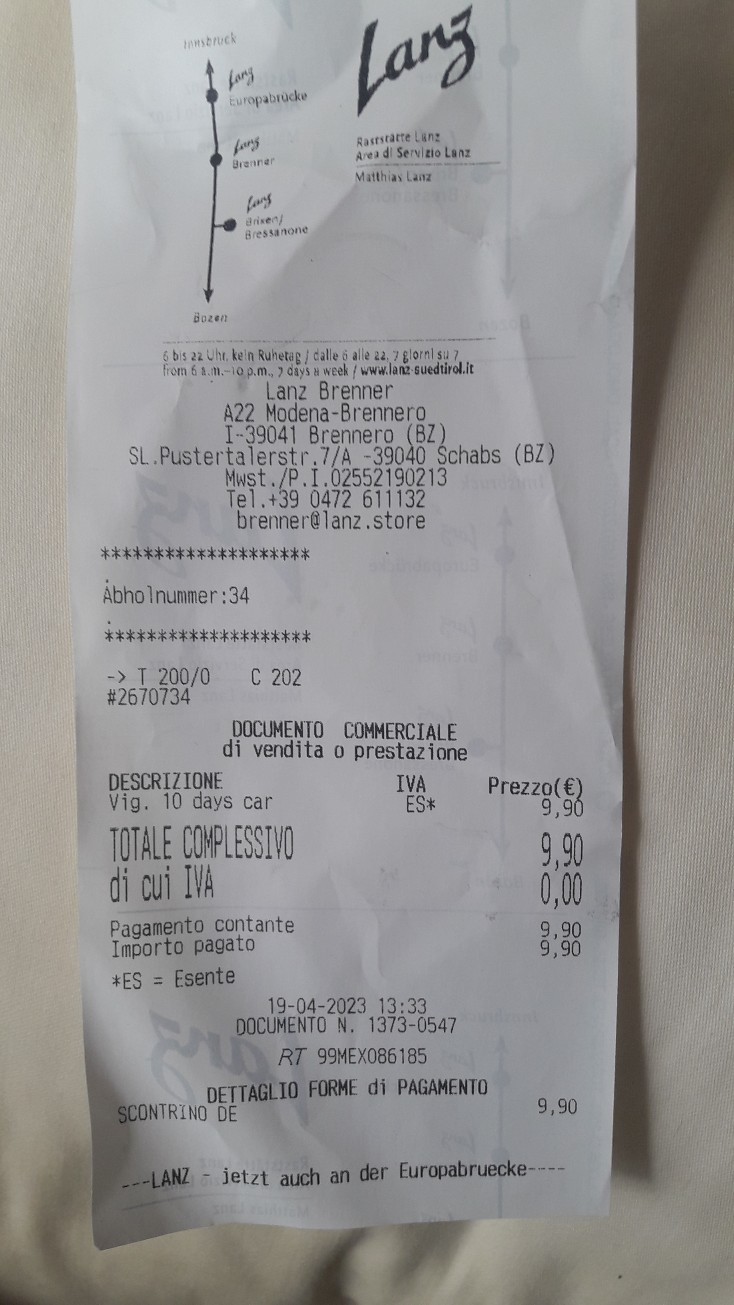 Innsbruck
Lanz
Europabrücke
Lanz
Brenner
Lanz
Brixen/
Bressanone
Bozen
Lanz
Raststätte Lanz
Area di Servizio Lanz
Matthias Lanz
6 bis 22 Uhr, kein Ruhetag / dalle 6 alle 22, 7 giorni su 7
from 6 a.m.-10 p.m., 7 days a week / www.lanz-suedtirol.it
Lanz Brenner
A22 Modena-Brennero
I-39041 Brennero (BZ)
SL.Pustertalerstr.7/A -39040 Schabs (BZ)
Mwst./P.I.02552190213
Tel.+39 0472 611132
brenner@lanz.store
********************
.
Abholnummer:34
.
********************
-> T 200/0 C 202
#2670734
DOCUMENTO COMMERCIALE
di vendita o prestazione
DESCRIZIONE IVA Prezzo(€)
Vig. 10 days car ES* 9,90
TOTALE COMPLESSIVO 9,90
di cui IVA 0,00
Pagamento contante 9,90
Importo pagato 9,90
*ES = Esente
19-04-2023 13:33
DOCUMENTO N. 1373-0547
RT 99MEX086185
DETTAGLIO FORME di PAGAMENTO
SCONTRINO DE 9,90
---LANZ - jetzt auch an der Europabruecke----